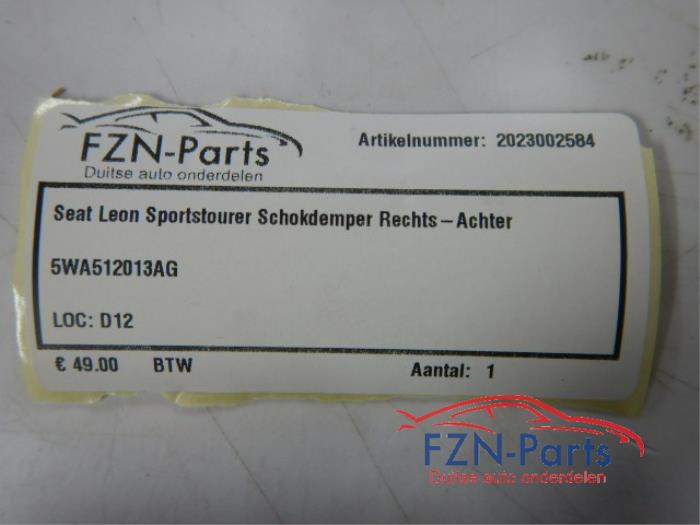 FZN-Parts
Duitse auto onderdelen
Artikelnummer: 2023002584
Seat Leon Sportstourer Schokdemper Rechts – Achter
5WA512013AG
LOC: D12
€ 49.00 BTW Aantal: 1
FZN-Parts
Duitse auto onderdelen